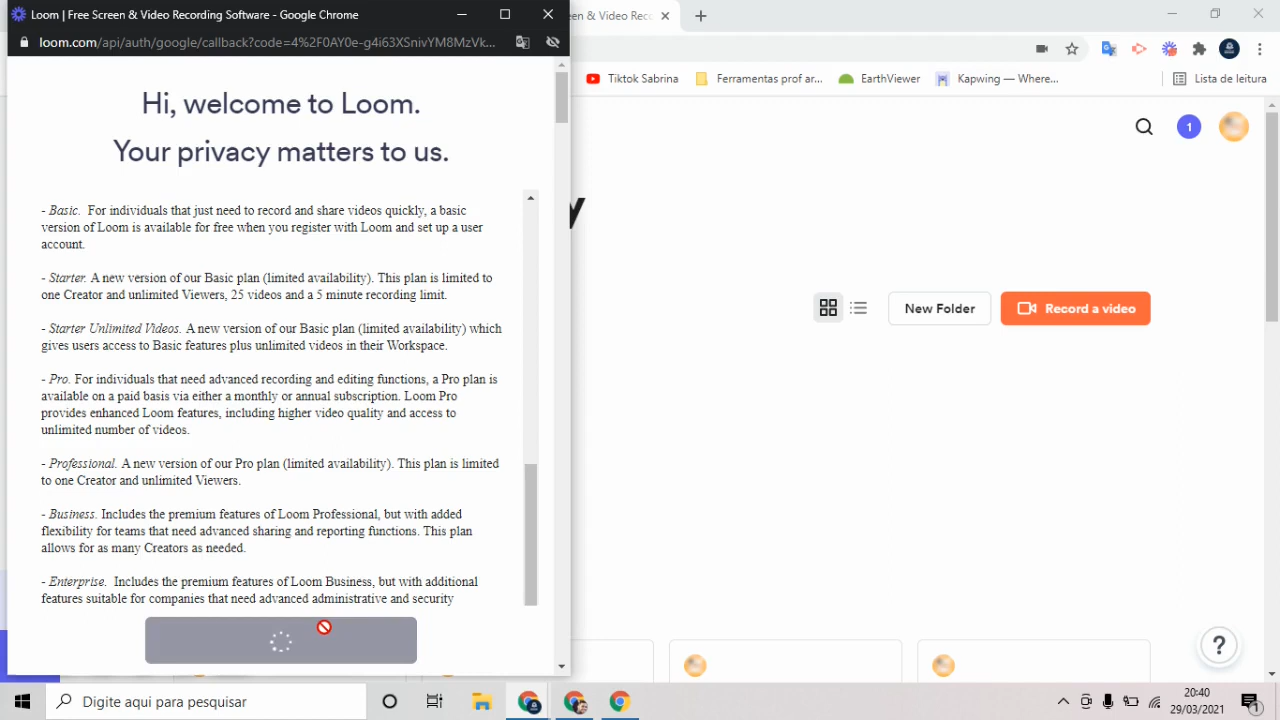 Loom | Free Screen & Video Recording Software - Google Chrome
loom.com/api/auth/google/callback?code=4%2F0AY0e-g4i63XSnivYM8MzVk...
Hi, welcome to Loom.
Your privacy matters to us.
- Basic. For individuals that just need to record and share videos quickly, a basic
version of Loom is available for free when you register with Loom and set up a user
account.
- Starter. A new version of our Basic plan (limited availability). This plan is limited to
one Creator and unlimited Viewers, 25 videos and a 5 minute recording limit.
- Starter Unlimited Videos. A new version of our Basic plan (limited availability) which
gives users access to Basic features plus unlimited videos in their Workspace.
- Pro. For individuals that need advanced recording and editing functions, a Pro plan is
available on a paid basis via either a monthly or annual subscription. Loom Pro
provides enhanced Loom features, including higher video quality and access to
unlimited number of videos.
- Professional. A new version of our Pro plan (limited availability). This plan is limited
to one Creator and unlimited Viewers.
- Business. Includes the premium features of Loom Professional, but with added
flexibility for teams that need advanced sharing and reporting functions. This plan
allows for as many Creators as needed.
- Enterprise. Includes the premium features of Loom Business, but with additional
features suitable for companies that need advanced administrative and security
en & Video Reco
Tiktok Sabrina
Ferramentas prof ar...
EarthViewer
Kapwing — Where...
Lista de leitura
1
y
New Folder
Record a video
?
Digite aqui para pesquisar
20:40
29/03/2021
1